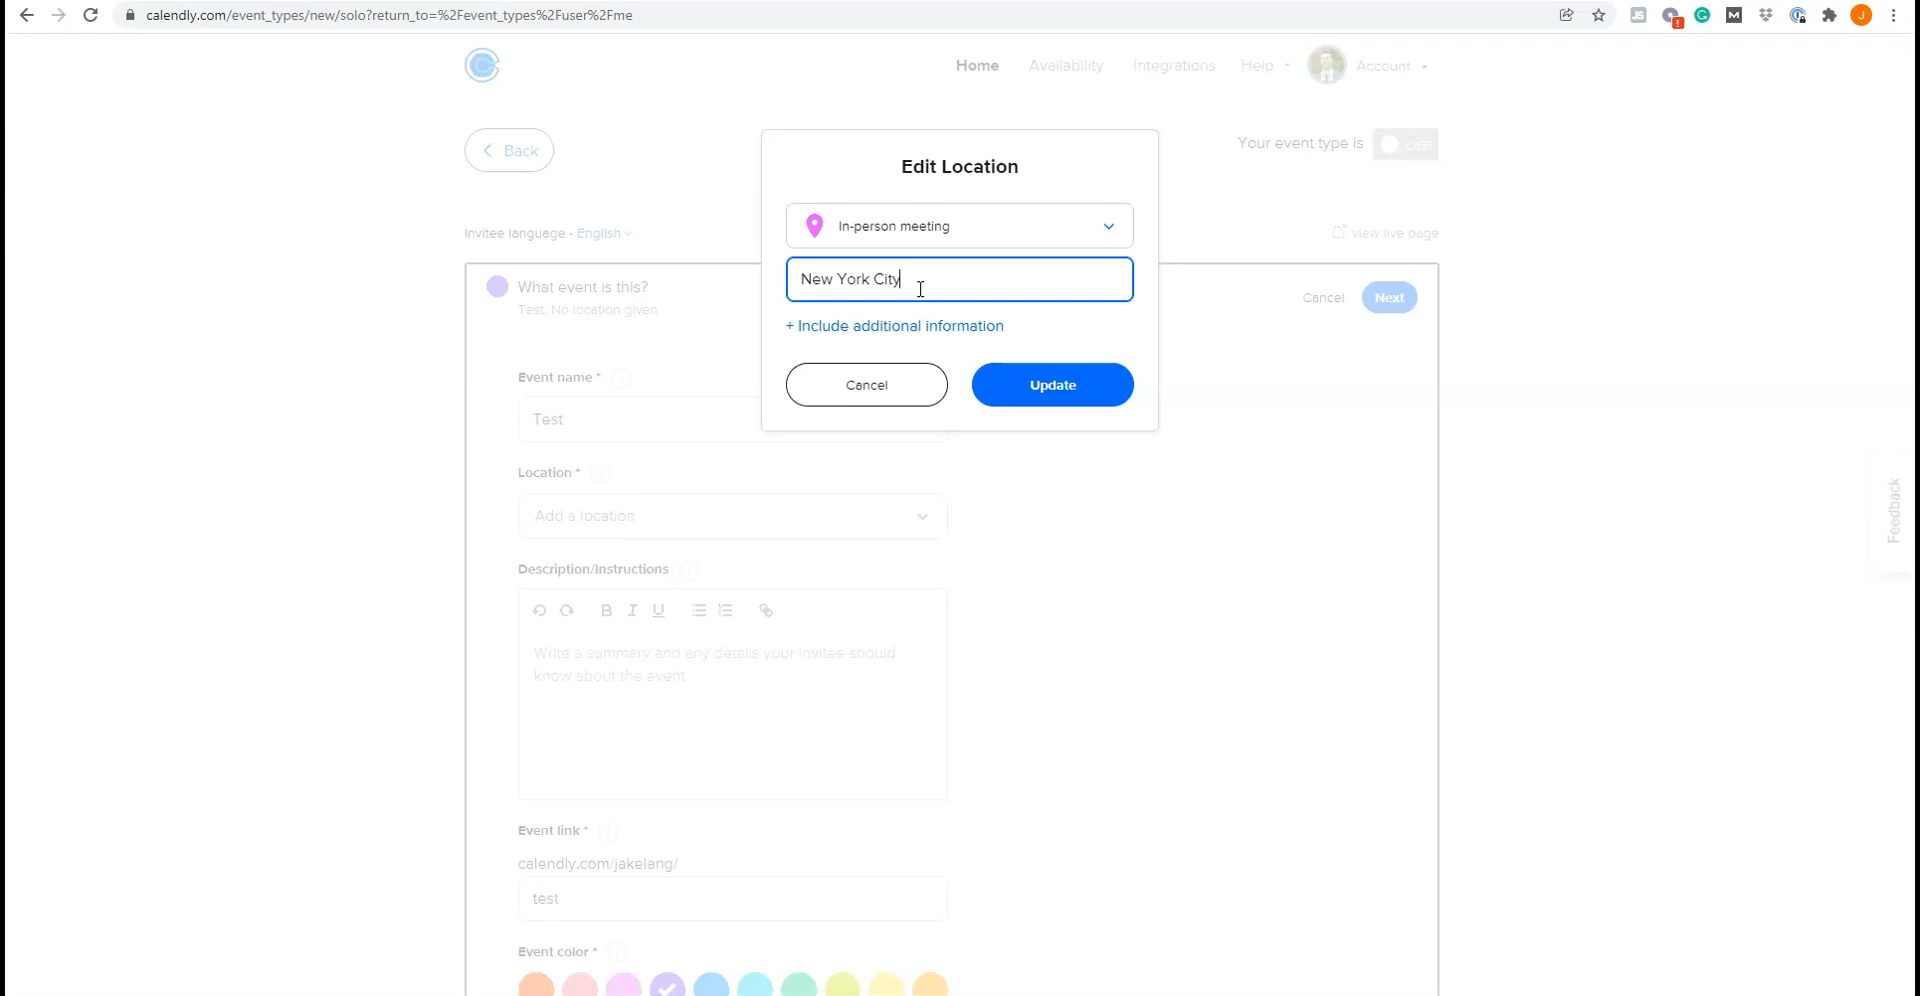 calendly.com/event_types/new/solo?return_to=%2Fevent_types%2Fuser%2Fme
JS
!
G
M
J
Home
Availability
Integrations
Help
Account
Back
Your event type is
OFF
Edit Location
In-person meeting
New York City
+ Include additional information
Cancel
Update
Invitee language - English
View live page
What event is this?
Test, No location given
Cancel
Next
Event name *
Test
Location *
Add a location
Description/Instructions
B I U
Write a summary and any details your invitee should
know about the event.
Event link *
calendly.com/jakelang/
test
Event color *
Feedback